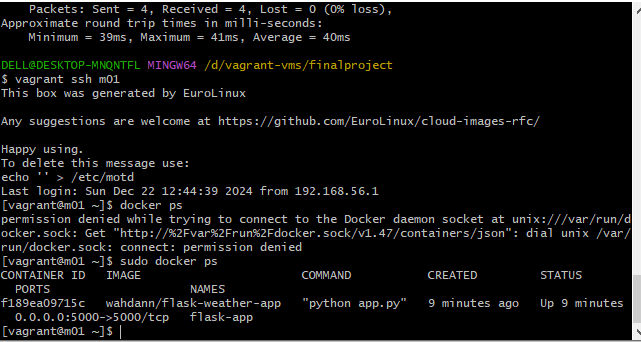 Packets: Sent = 4, Received = 4, Lost = 0 (0% loss),
Approximate round trip times in milli-seconds:
Minimum = 39ms, Maximum = 41ms, Average = 40ms
DELL@DESKTOP-MNQNTFL MINGW64 /d/vagrant-vms/finalproject
$ vagrant ssh m01
This box was generated by EuroLinux
Any suggestions are welcome at https://github.com/EuroLinux/cloud-images-rfc/
Happy using.
To delete this message use:
echo '' > /etc/motd
Last login: Sun Dec 22 12:44:39 2024 from 192.168.56.1
[vagrant@m01 ~]$ docker ps
permission denied while trying to connect to the Docker daemon socket at unix:///var/run/d
ocker.sock: Get "http://%2Fvar%2Frun%2Fdocker.sock/v1.47/containers/json": dial unix /var/
run/docker.sock: connect: permission denied
[vagrant@m01 ~]$ sudo docker ps
CONTAINER ID IMAGE COMMAND CREATED STATUS
PORTS NAMES
f189ea09715c wahdann/flask-weather-app "python app.py" 9 minutes ago Up 9 minutes
0.0.0.0:5000->5000/tcp flask-app
[vagrant@m01 ~]$